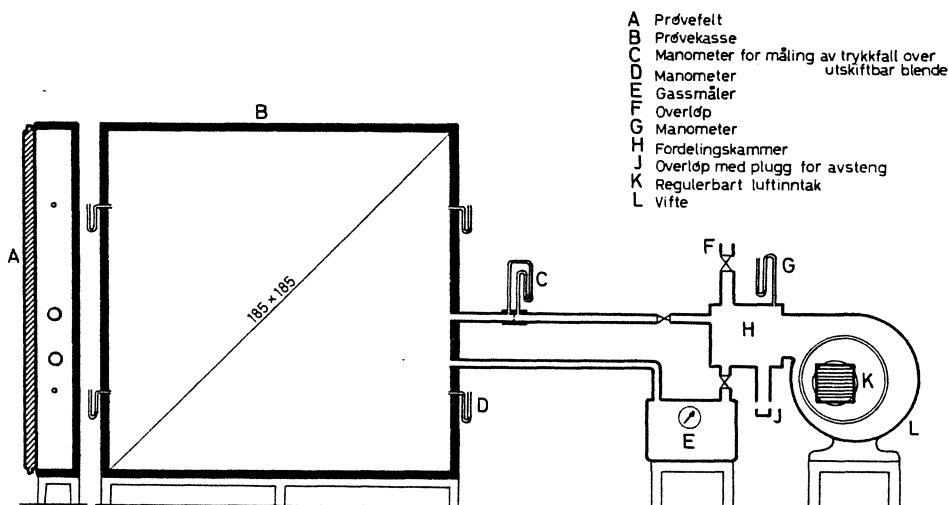 A Prøvefelt
B Prøvekasse
C Manometer for måling av trykkfall over
utskiftbar blende
D Manometer
E Gassmåler
F Overløp
G Manometer
H Fordelingskammer
J Overløp med plugg for avsteng
K Regulerbart luftinntak
L Vifte
B
A
185 × 185
C
D
F
G
H
E
J
K
L